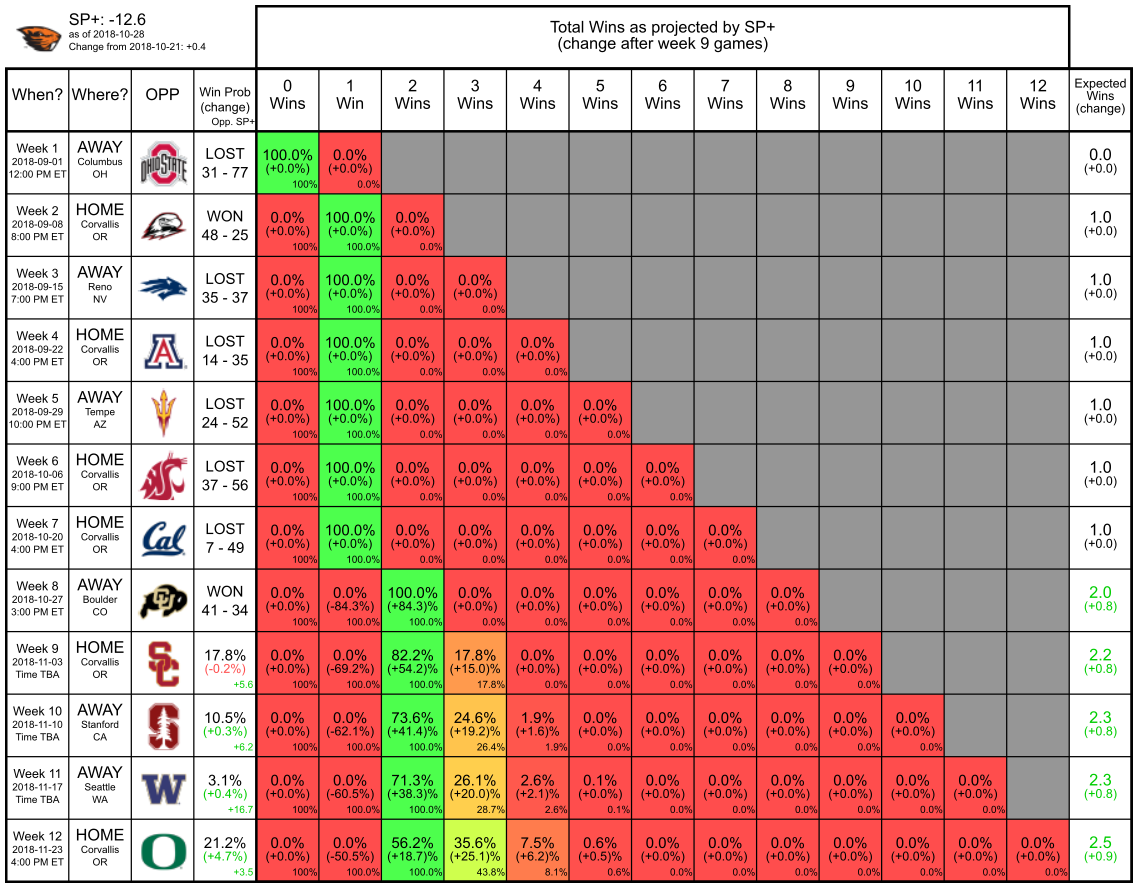 SP+: -12.6
as of 2018-10-28
Change from 2018-10-21: +0.4
Total Wins as projected by SP+
(change after week 9 games)
When? Where? OPP Win Prob (change) Opp. SP+ 0 Wins 1 Win 2 Wins 3 Wins 4 Wins 5 Wins 6 Wins 7 Wins 8 Wins 9 Wins 10 Wins 11 Wins 12 Wins Expected Wins (change)
Week 1 AWAY LOST 100.0% 0.0% 0.0
2018-09-01 Columbus OHIO STATE 31 - 77 (+0.0%) (+0.0%) (+0.0)
12:00 PM ET OH 100% 0.0%
Week 2 HOME WON 0.0% 100.0% 0.0% 1.0
2018-09-08 Corvallis 48 - 25 (+0.0%) (+0.0%) (+0.0%) (+0.0)
8:00 PM ET OR 100% 100.0% 0.0%
Week 3 AWAY LOST 0.0% 100.0% 0.0% 0.0% 1.0
2018-09-15 Reno 35 - 37 (+0.0%) (+0.0%) (+0.0%) (+0.0%) (+0.0)
7:00 PM ET NV 100% 100.0% 0.0% 0.0%
Week 4 HOME LOST 0.0% 100.0% 0.0% 0.0% 0.0% 1.0
2018-09-22 Corvallis A 14 - 35 (+0.0%) (+0.0%) (+0.0%) (+0.0%) (+0.0%) (+0.0)
4:00 PM ET OR 100% 100.0% 0.0% 0.0% 0.0%
Week 5 AWAY LOST 0.0% 100.0% 0.0% 0.0% 0.0% 0.0% 1.0
2018-09-29 Tempe 24 - 52 (+0.0%) (+0.0%) (+0.0%) (+0.0%) (+0.0%) (+0.0%) (+0.0)
10:00 PM ET AZ 100% 100.0% 0.0% 0.0% 0.0% 0.0%
Week 6 HOME LOST 0.0% 100.0% 0.0% 0.0% 0.0% 0.0% 0.0% 1.0
2018-10-06 Corvallis WSC 37 - 56 (+0.0%) (+0.0%) (+0.0%) (+0.0%) (+0.0%) (+0.0%) (+0.0%) (+0.0)
9:00 PM ET OR 100% 100.0% 0.0% 0.0% 0.0% 0.0% 0.0%
Week 7 HOME LOST 0.0% 100.0% 0.0% 0.0% 0.0% 0.0% 0.0% 0.0% 1.0
2018-10-20 Corvallis Cal 7 - 49 (+0.0%) (+0.0%) (+0.0%) (+0.0%) (+0.0%) (+0.0%) (+0.0%) (+0.0%) (+0.0)
4:00 PM ET OR 100% 100.0% 0.0% 0.0% 0.0% 0.0% 0.0% 0.0%
Week 8 AWAY WON 0.0% 0.0% 100.0% 0.0% 0.0% 0.0% 0.0% 0.0% 0.0% 2.0
2018-10-27 Boulder CU 41 - 34 (+0.0%) (-84.3%) (+84.3)% (+0.0%) (+0.0%) (+0.0%) (+0.0%) (+0.0%) (+0.0%) (+0.8)
3:00 PM ET CO 100% 100.0% 100.0% 0.0% 0.0% 0.0% 0.0% 0.0% 0.0%
Week 9 HOME 17.8% 0.0% 0.0% 82.2% 17.8% 0.0% 0.0% 0.0% 0.0% 0.0% 0.0% 2.2
2018-11-03 Corvallis SC (-0.2%) (+0.0%) (-69.2%) (+54.2)% (+15.0)% (+0.0%) (+0.0%) (+0.0%) (+0.0%) (+0.0%) (+0.0%) (+0.8)
Time TBA OR +5.6 100% 100.0% 100.0% 17.8% 0.0% 0.0% 0.0% 0.0% 0.0% 0.0%
Week 10 AWAY 10.5% 0.0% 0.0% 73.6% 24.6% 1.9% 0.0% 0.0% 0.0% 0.0% 0.0% 0.0% 2.3
2018-11-10 Stanford S (+0.3%) (+0.0%) (-62.1%) (+41.4)% (+19.2)% (+1.6)% (+0.0%) (+0.0%) (+0.0%) (+0.0%) (+0.0%) (+0.0%) (+0.8)
Time TBA CA +6.2 100% 100.0% 100.0% 26.4% 1.9% 0.0% 0.0% 0.0% 0.0% 0.0% 0.0%
Week 11 AWAY 3.1% 0.0% 0.0% 71.3% 26.1% 2.6% 0.1% 0.0% 0.0% 0.0% 0.0% 0.0% 0.0% 2.3
2018-11-17 Seattle W (+0.4%) (+0.0%) (-60.5%) (+38.3)% (+20.0)% (+2.1)% (+0.0%) (+0.0%) (+0.0%) (+0.0%) (+0.0%) (+0.0%) (+0.0%) (+0.8)
Time TBA WA +16.7 100% 100.0% 100.0% 28.7% 2.6% 0.1% 0.0% 0.0% 0.0% 0.0% 0.0% 0.0%
Week 12 HOME 21.2% 0.0% 0.0% 56.2% 35.6% 7.5% 0.6% 0.0% 0.0% 0.0% 0.0% 0.0% 0.0% 0.0% 2.5
2018-11-23 Corvallis O (+4.7%) (+0.0%) (-50.5%) (+18.7)% (+25.1)% (+6.2)% (+0.5)% (+0.0%) (+0.0%) (+0.0%) (+0.0%) (+0.0%) (+0.0%) (+0.0%) (+0.9)
4:00 PM ET OR +3.5 100% 100.0% 100.0% 43.8% 8.1% 0.6% 0.0% 0.0% 0.0% 0.0% 0.0% 0.0% 0.0%